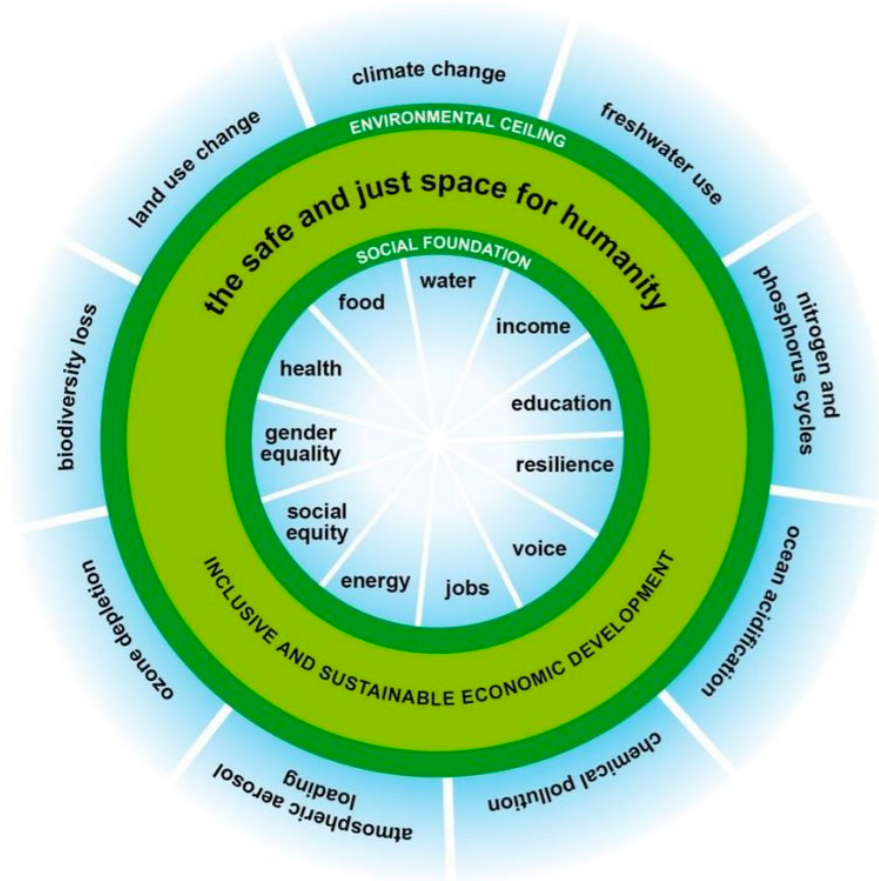 climate change
freshwater use
nitrogen and
phosphorus cycles
ocean acidification
chemical pollution
atmospheric aerosol
loading
ozone depletion
biodiversity loss
land use change
ENVIRONMENTAL CEILING
the safe and just space for humanity
SOCIAL FOUNDATION
water
income
education
resilience
voice
jobs
energy
social
equity
gender
equality
health
food
INCLUSIVE AND SUSTAINABLE ECONOMIC DEVELOPMENT